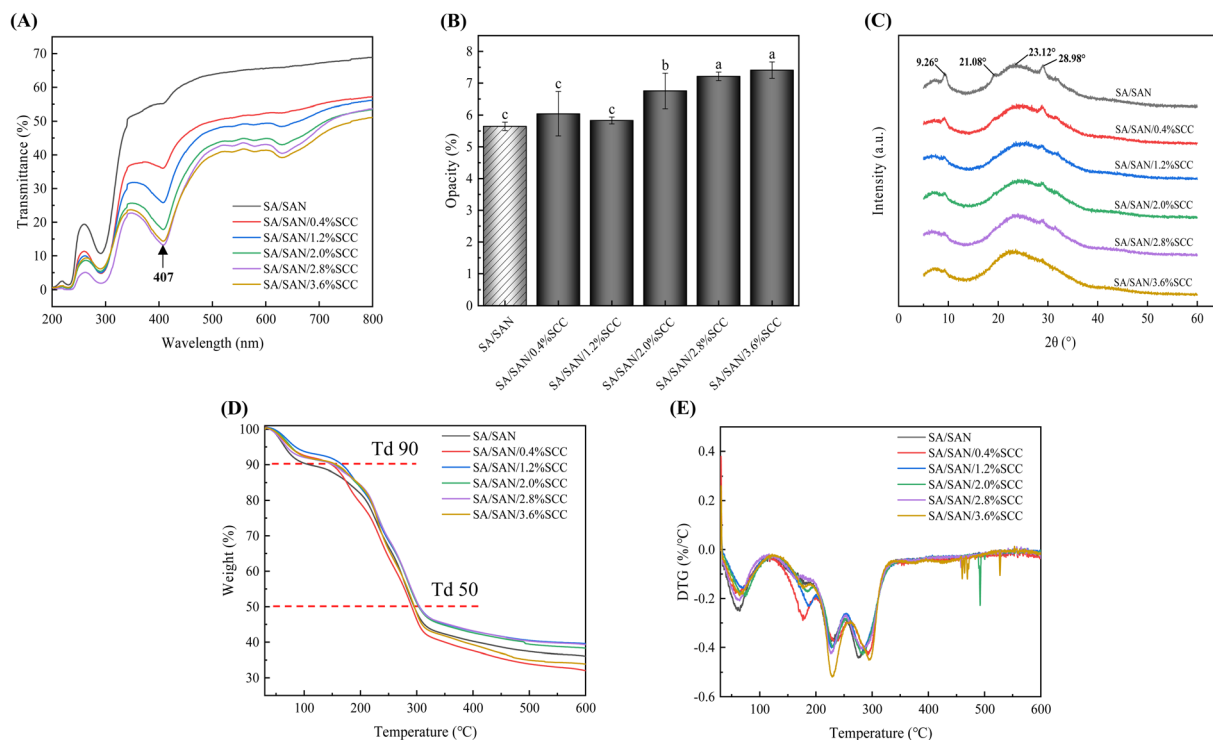 (A)
70
60
50
40
30
20
10
0
Transmittance (%)
SA/SAN
SA/SAN/0.4%SCC
SA/SAN/1.2%SCC
SA/SAN/2.0%SCC
SA/SAN/2.8%SCC
SA/SAN/3.6%SCC
407
200 300 400 500 600 700 800
Wavelength (nm)
(B)
8
7
6
5
4
3
2
1
0
Opacity (%)
c c c b a a
SA/SAN
SA/SAN/0.4%SCC
SA/SAN/1.2%SCC
SA/SAN/2.0%SCC
SA/SAN/2.8%SCC
SA/SAN/3.6%SCC
(C)
Intensity (a.u.)
9.26° 21.08° 23.12° 28.98°
SA/SAN
SA/SAN/0.4%SCC
SA/SAN/1.2%SCC
SA/SAN/2.0%SCC
SA/SAN/2.8%SCC
SA/SAN/3.6%SCC
0 10 20 30 40 50 60
2θ (°)
(D)
100
90
80
70
60
50
40
30
Weight (%)
Td 90
Td 50
SA/SAN
SA/SAN/0.4%SCC
SA/SAN/1.2%SCC
SA/SAN/2.0%SCC
SA/SAN/2.8%SCC
SA/SAN/3.6%SCC
100 200 300 400 500 600
Temperature (℃)
(E)
0.4
0.2
0.0
-0.2
-0.4
-0.6
DTG (%/℃)
SA/SAN
SA/SAN/0.4%SCC
SA/SAN/1.2%SCC
SA/SAN/2.0%SCC
SA/SAN/2.8%SCC
SA/SAN/3.6%SCC
100 200 300 400 500 600
Temperature (℃)